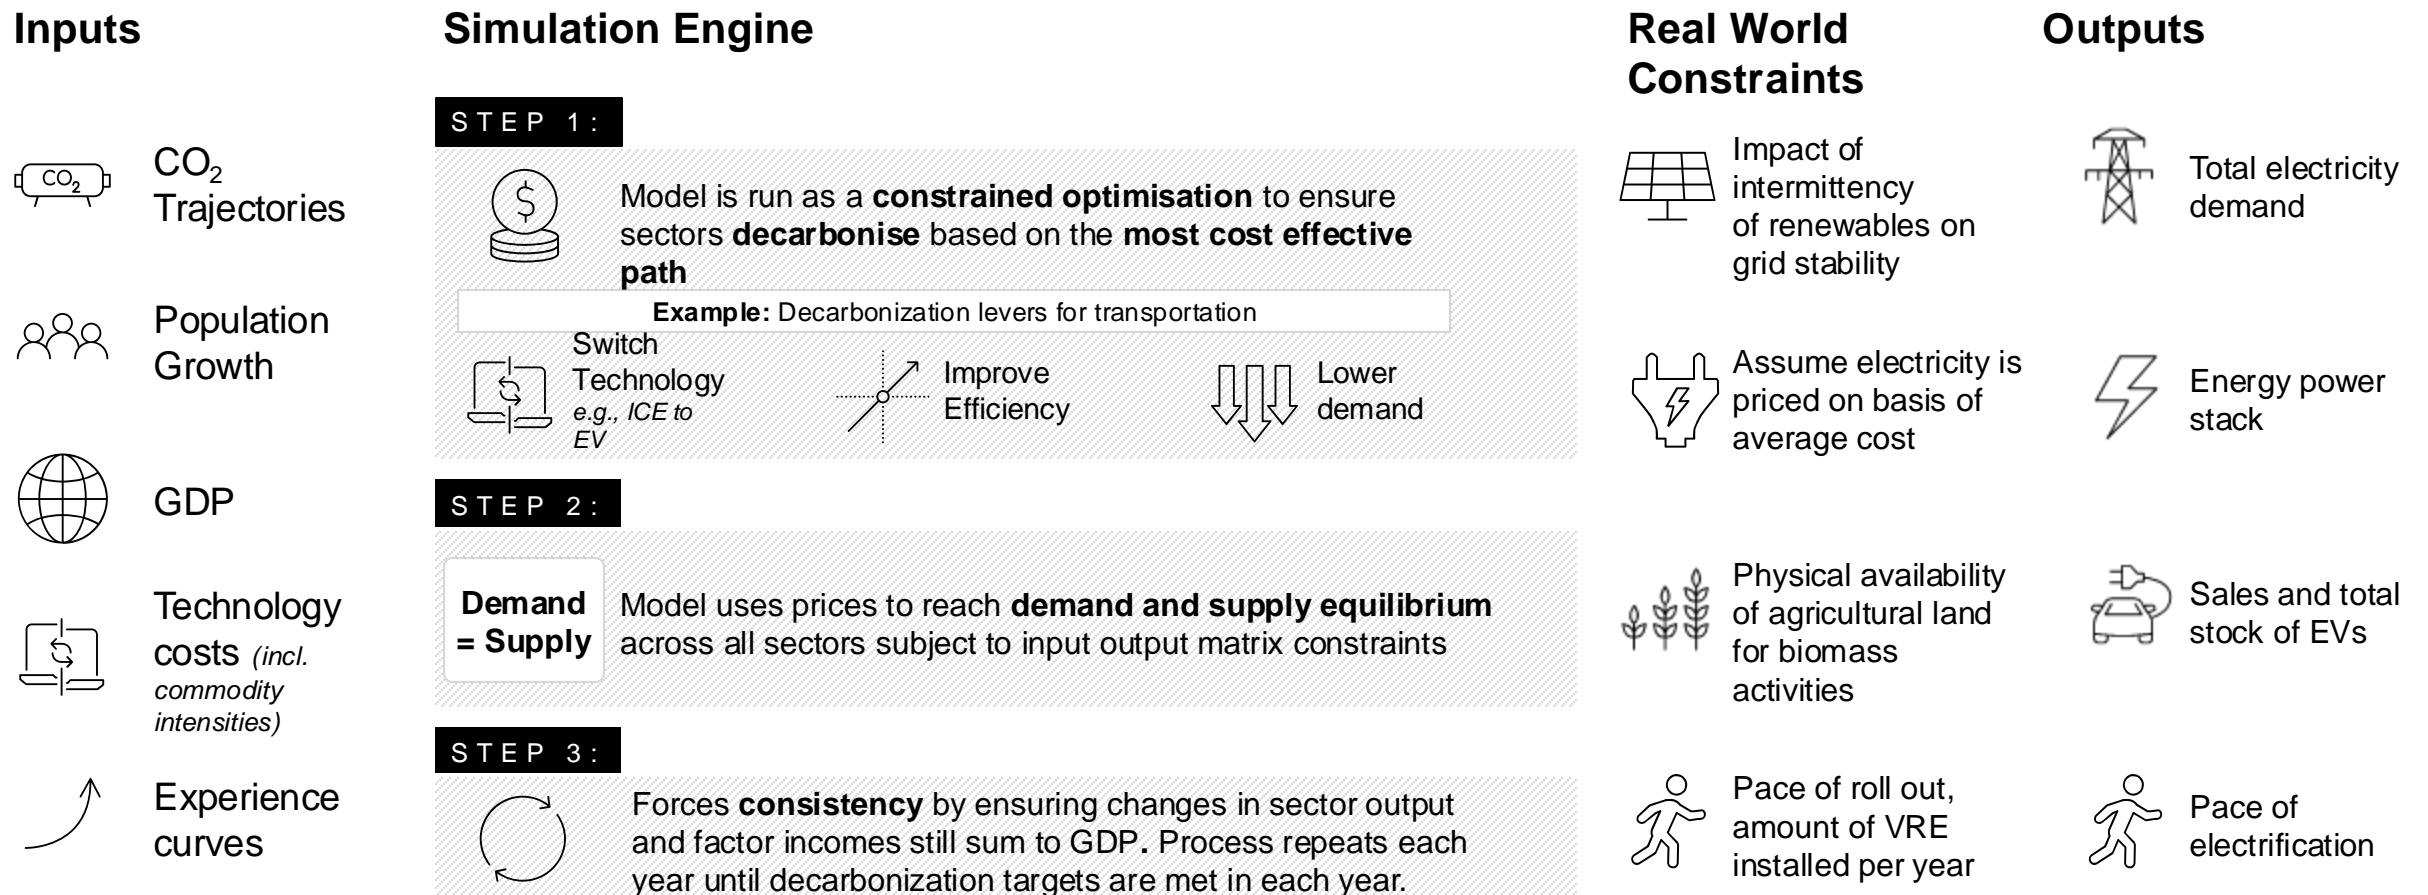 Inputs
CO₂
Trajectories
CO₂
Population
Growth
GDP
Technology
costs (incl.
commodity
intensities)
Experience
curves
Simulation Engine
STEP 1:
$
Model is run as a constrained optimisation to ensure
sectors decarbonise based on the most cost effective
path
Example: Decarbonization levers for transportation
Switch
Technology
e.g., ICE to
EV
Improve
Efficiency
Lower
demand
STEP 2:
Demand
= Supply
Model uses prices to reach demand and supply equilibrium
across all sectors subject to input output matrix constraints
STEP 3:
Forces consistency by ensuring changes in sector output
and factor incomes still sum to GDP. Process repeats each
year until decarbonization targets are met in each year.
Real World
Constraints
Impact of
intermittency
of renewables on
grid stability
Assume electricity is
priced on basis of
average cost
Physical availability
of agricultural land
for biomass
activities
Pace of roll out,
amount of VRE
installed per year
Outputs
Total electricity
demand
Energy power
stack
Sales and total
stock of EVs
Pace of
electrification